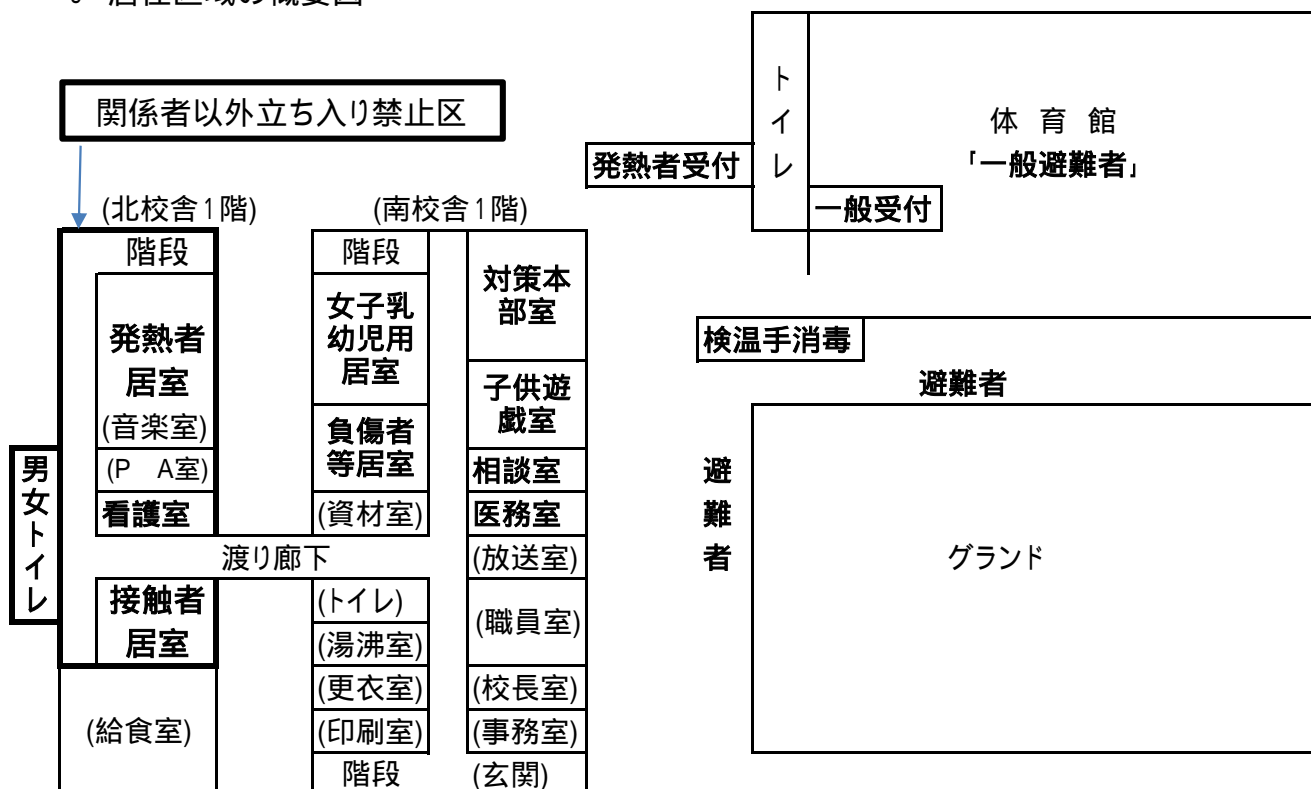 居住区域の概要図
関係者以外立ち入り禁止区
(北校舎1階)
(南校舎1階)
階段
発熱者
居室
(音楽室)
(P A室)
看護室
渡り廊下
接触者
居室
(給食室)
男女トイレ
階段
女子乳
幼児用
居室
負傷者
等居室
(資材室)
(トイレ)
(湯沸室)
(更衣室)
(印刷室)
階段
対策本
部室
子供遊
戯室
相談室
医務室
(放送室)
(職員室)
(校長室)
(事務室)
(玄関)
トイレ
体 育 館
「一般避難者」
発熱者受付
一般受付
検温手消毒
避難者
避難者
グランド